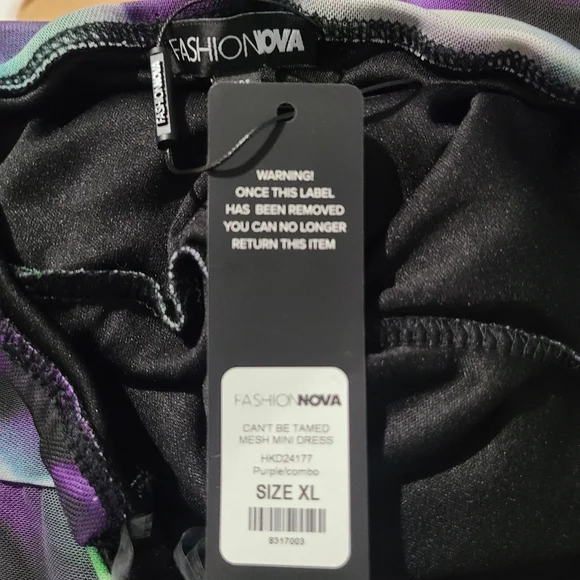 FASHIONNOVA
FASHIONNOVA
WARNING!
ONCE THIS LABEL
HAS BEEN REMOVED
YOU CAN NO LONGER
RETURN THIS ITEM
FASHIONNOVA
CAN'T BE TAMED
MESH MINI DRESS
HKD24177
Purple/combo
SIZE XL
8317003